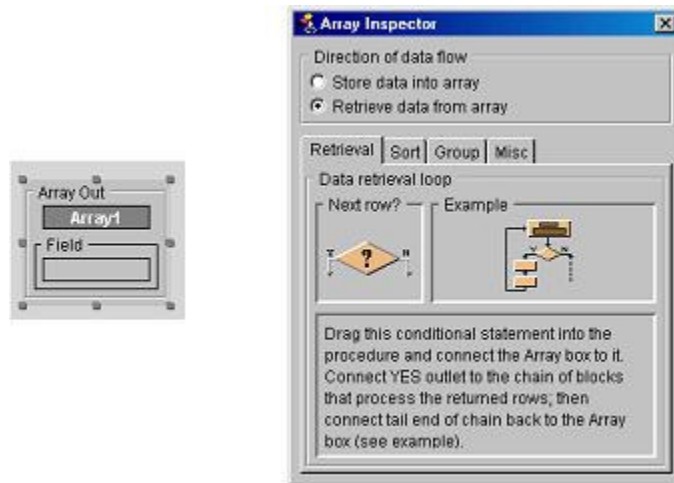 Array Out
Array1
Field
Array Inspector
Direction of data flow
Store data into array
Retrieve data from array
Retrieval Sort Group Misc
Data retrieval loop
Next row? Example
Y ? N
Y N
Drag this conditional statement into the
procedure and connect the Array box to it.
Connect YES outlet to the chain of blocks
that process the returned rows; then
connect tail end of chain back to the Array
box (see example).